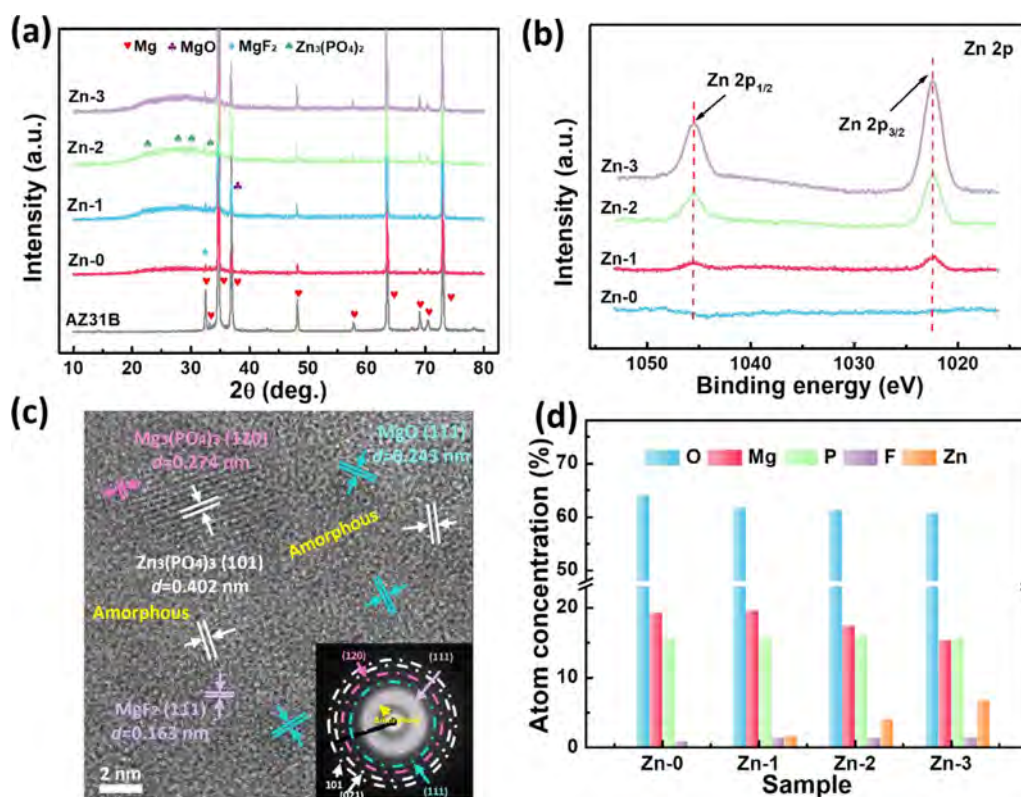 (a)
♥ Mg ♣ MgO * MgF₂ ♠ Zn₃(PO₄)₂
Zn-3
Zn-2
Zn-1
Zn-0
AZ31B
Intensity (a.u.)
10 20 30 40 50 60 70 80
2θ (deg.)
(b)
Zn 2p
Zn 2p₁/₂
Zn 2p₃/₂
Zn-3
Zn-2
Zn-1
Zn-0
Intensity (a.u.)
1050 1040 1030 1020
Binding energy (eV)
(c)
Mg₃(PO₄)₃ (120)
d=0.274 nm
MgO (111)
d=0.243 nm
Amorphous
Zn₃(PO₄)₃ (101)
d=0.402 nm
Amorphous
MgF₂ (111)
d=0.163 nm
2 nm
(120)
(111)
Amorphous
101
(021)
(111)
(d)
O Mg P F Zn
Atom concentration (%)
70
60
50
20
10
0
Zn-0 Zn-1 Zn-2 Zn-3
Sample